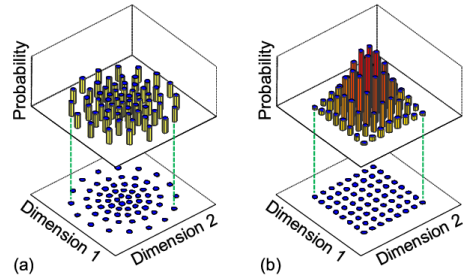 Probability
Dimension 1
Dimension 2
(a)
Probability
Dimension 1
Dimension 2
(b)